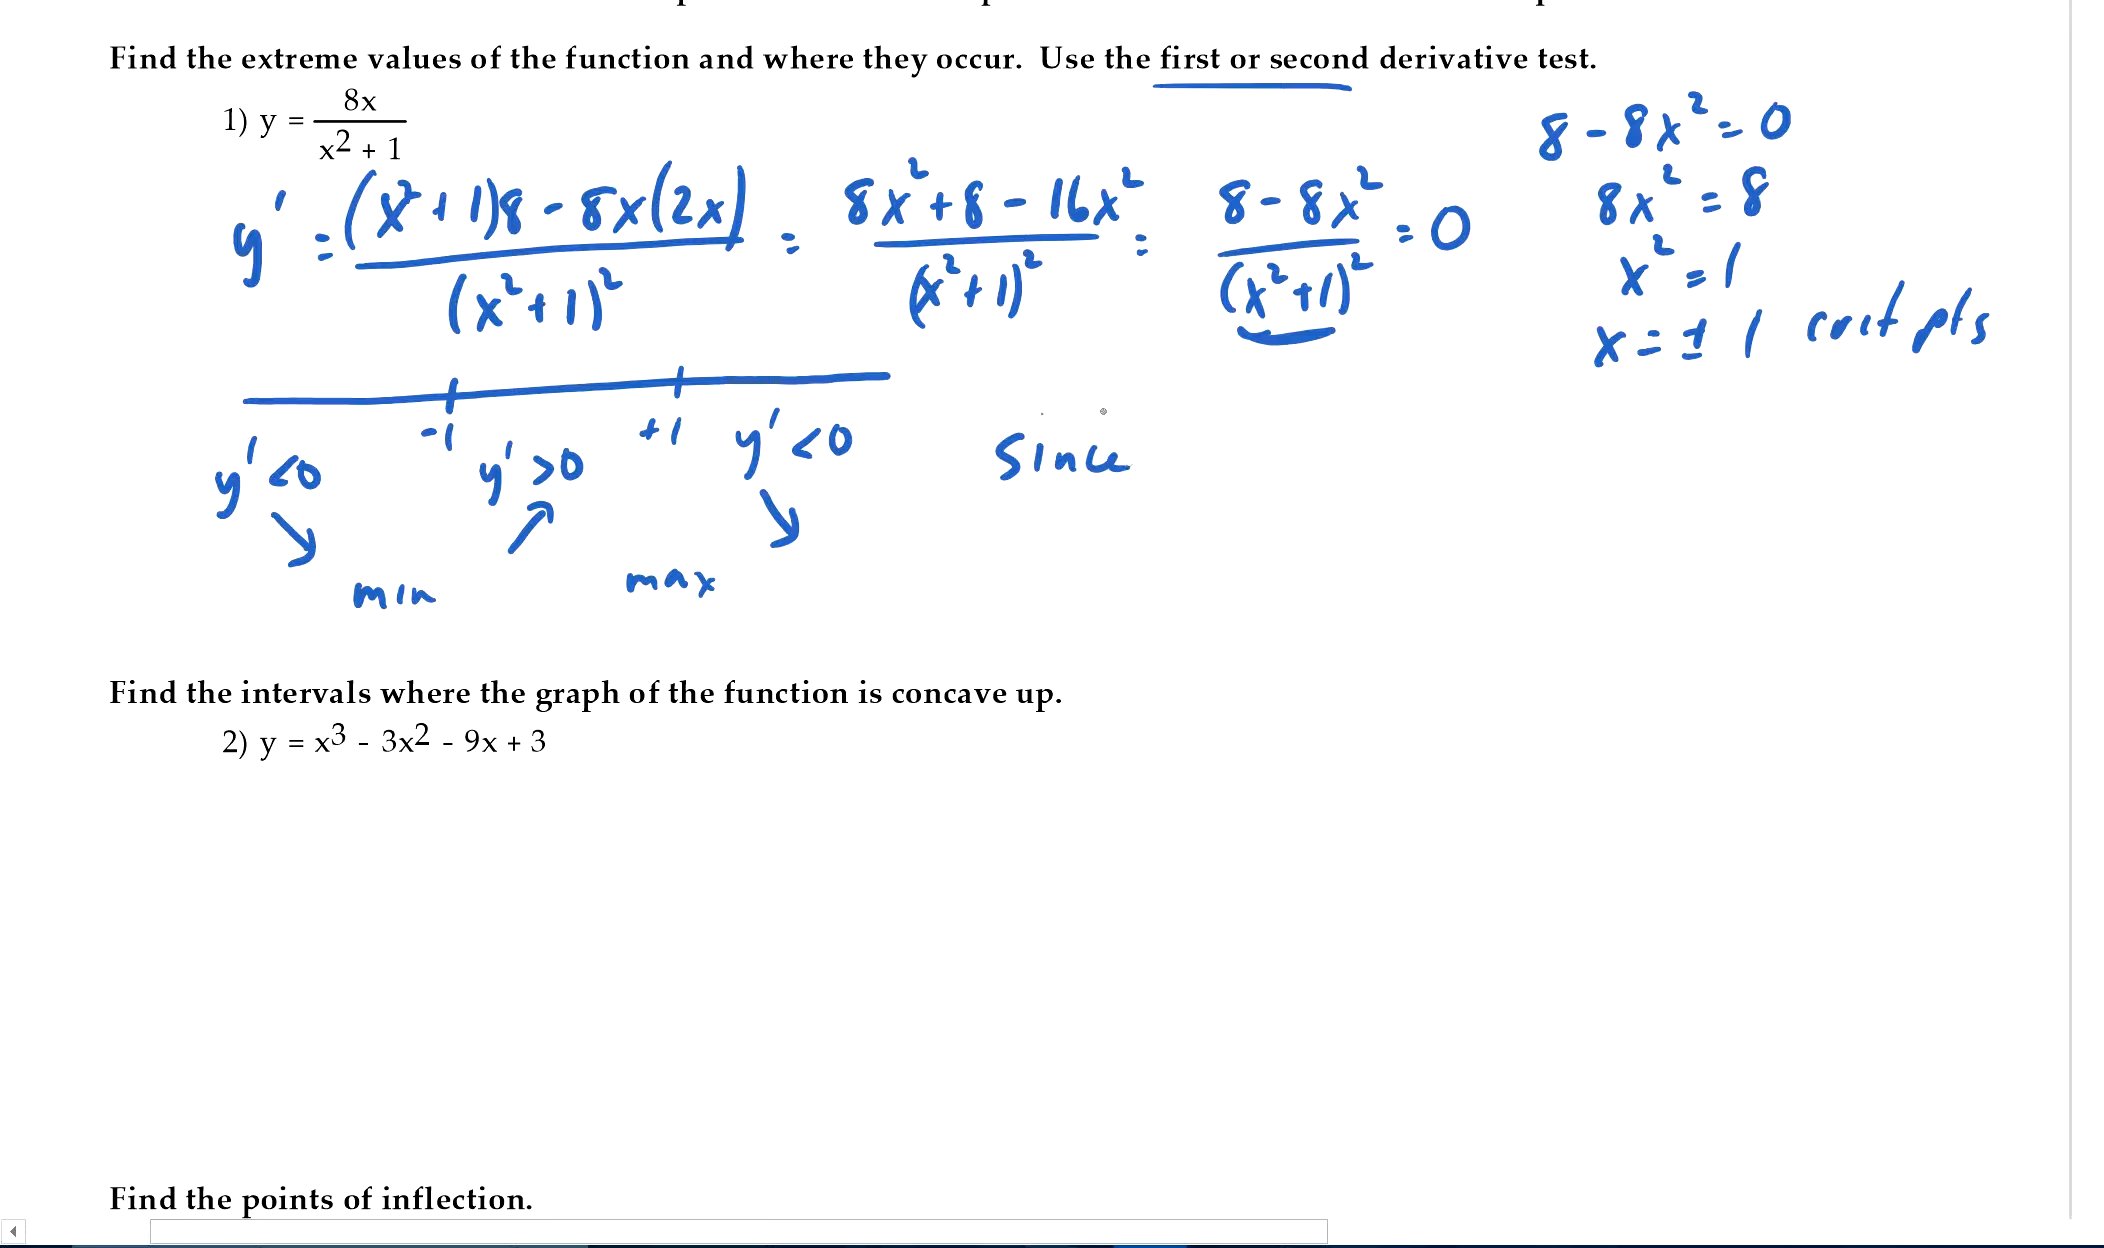 Find the extreme values of the function and where they occur.  Use the first or second derivative test.
1) y = 8x / x² + 1
y' = (x²+1)8 - 8x(2x) / (x²+1)² = 8x²+8-16x² / (x²+1)² = 8-8x² / (x²+1)² = 0
8 - 8x² = 0
8x² = 8
x² = 1
x = ± 1 crit pts
-1 +1
y' <0 y' >0 y' <0
since
min max
Find the intervals where the graph of the function is concave up.
2) y = x³ - 3x² - 9x + 3
Find the points of inflection.